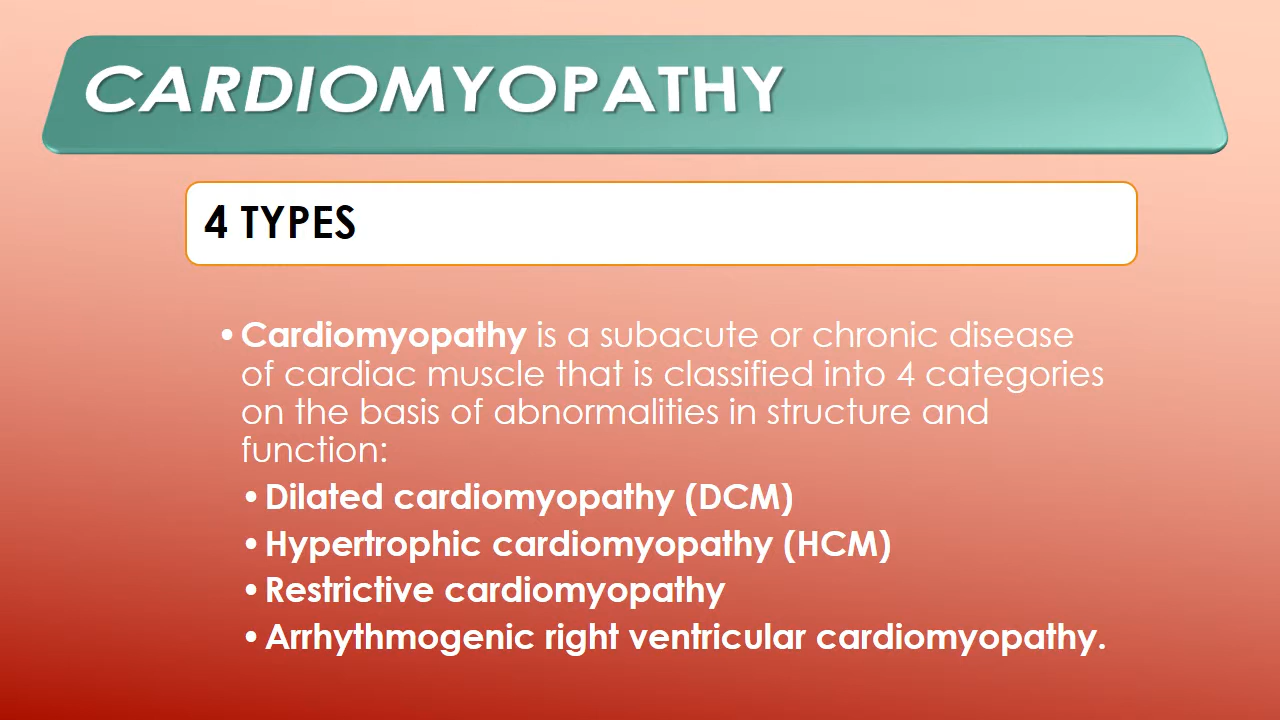 CARDIOMYOPATHY
4 TYPES
•Cardiomyopathy is a subacute or chronic disease
of cardiac muscle that is classified into 4 categories
on the basis of abnormalities in structure and
function:
•Dilated cardiomyopathy (DCM)
•Hypertrophic cardiomyopathy (HCM)
•Restrictive cardiomyopathy
•Arrhythmogenic right ventricular cardiomyopathy.